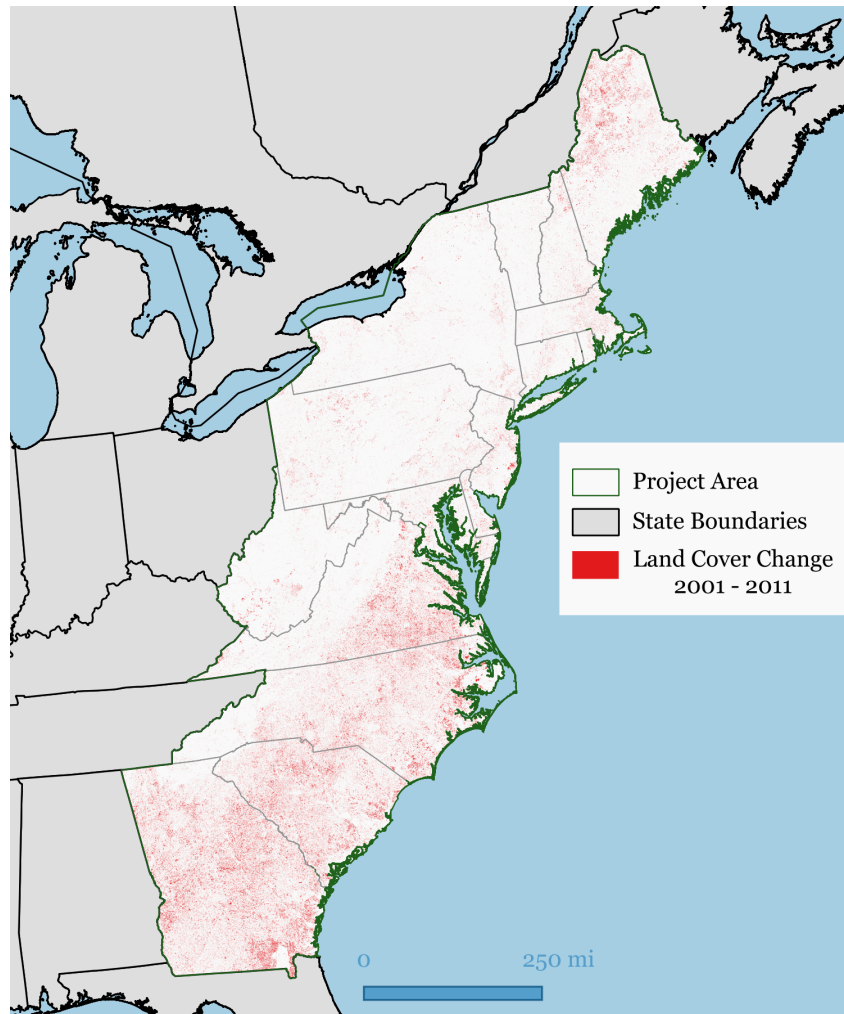 Project Area
State Boundaries
Land Cover Change
2001 - 2011
0
250 mi